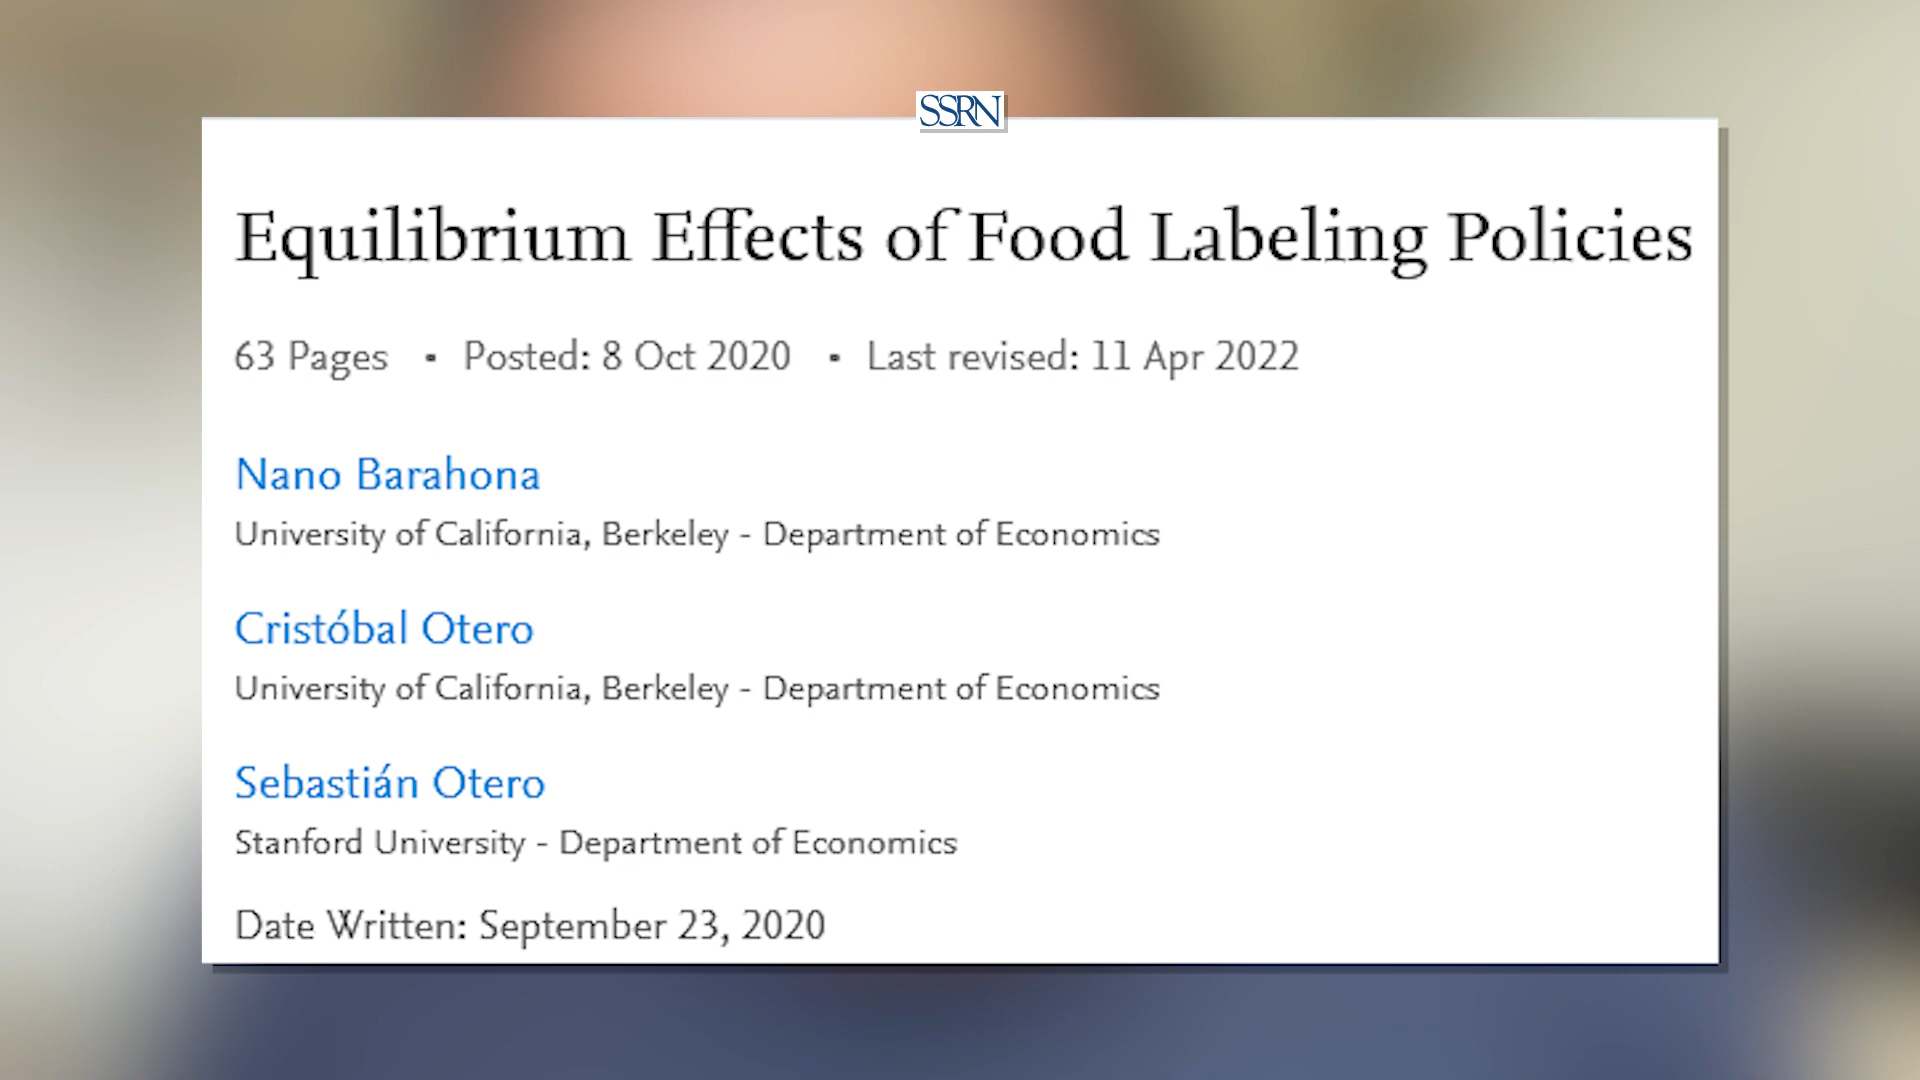 SSRN
Equilibrium Effects of Food Labeling Policies
63 Pages • Posted: 8 Oct 2020 • Last revised: 11 Apr 2022
Nano Barahona
University of California, Berkeley - Department of Economics
Cristóbal Otero
University of California, Berkeley - Department of Economics
Sebastián Otero
Stanford University - Department of Economics
Date Written: September 23, 2020